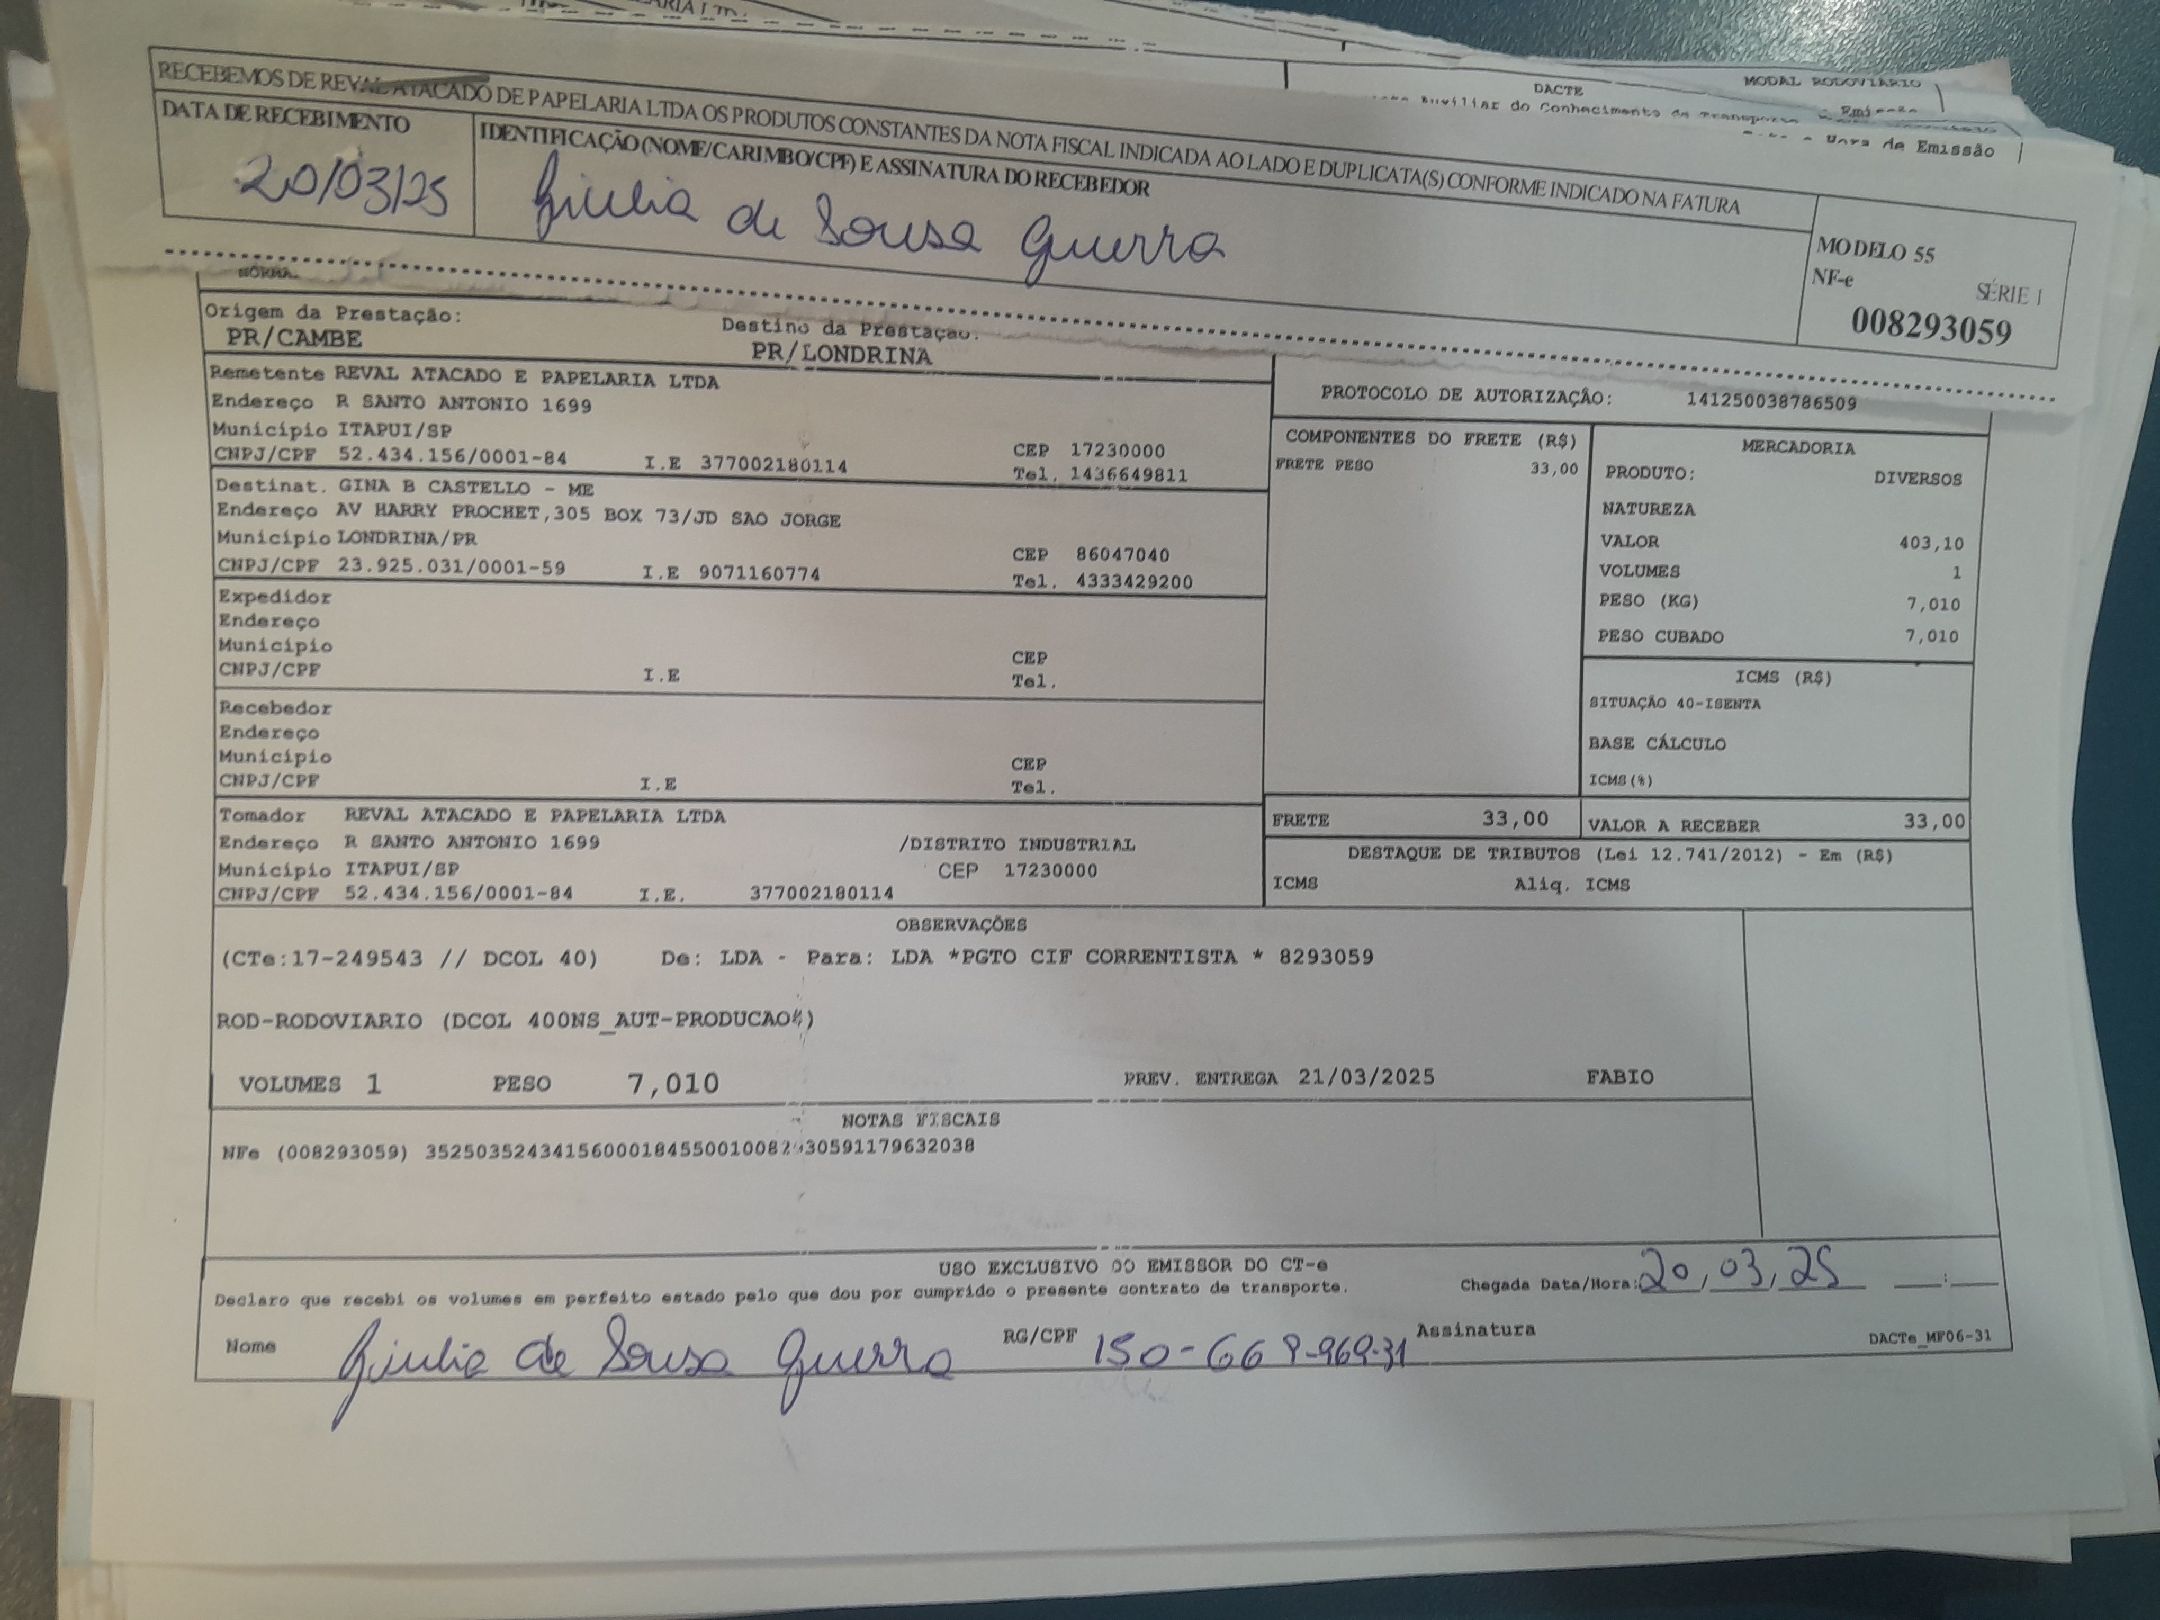 DACTE
MODAL RODOVIÁRIO
Auxiliar do Conhecimento de Transporte
de Emissão
RECEBEMOS DE REVAL ATACADO DE PAPELARIA LTDA OS PRODUTOS CONSTANTES DA NOTA FISCAL INDICADA AO LADO E DUPLICATA(S) CONFORME INDICADO NA FATURA
DATA DE RECEBIMENTO
20/03/25
IDENTIFICAÇÃO (NOME/CARIMBO/CPF) E ASSINATURA DO RECEBEDOR
Giulia de Sousa Guerra
MODELO 55
NF-e SÉRIE 1
008293059
Origem da Prestação:
PR/CAMBE
Destino da Prestação:
PR/LONDRINA
Remetente REVAL ATACADO E PAPELARIA LTDA
Endereço R SANTO ANTONIO 1699
Município ITAPUI/SP CEP 17230000
CNPJ/CPF 52.434.156/0001-84 I.E 377002180114 Tel. 1436649811
Destinat. GINA B CASTELLO - ME
Endereço AV HARRY PROCHET,305 BOX 73/JD SAO JORGE
Município LONDRINA/PR CEP 86047040
CNPJ/CPF 23.925.031/0001-59 I.E 9071160774 Tel. 4333429200
Expedidor
Endereço
Município CEP
CNPJ/CPF I.E Tel.
Recebedor
Endereço
Município CEP
CNPJ/CPF I.E Tel.
Tomador REVAL ATACADO E PAPELARIA LTDA
Endereço R SANTO ANTONIO 1699 /DISTRITO INDUSTRIAL
Município ITAPUI/SP CEP 17230000
CNPJ/CPF 52.434.156/0001-84 I.E. 377002180114
PROTOCOLO DE AUTORIZAÇÃO: 141250038786509
COMPONENTES DO FRETE (R$)
FRETE PESO 33,00
MERCADORIA
PRODUTO: DIVERSOS
NATUREZA
VALOR 403,10
VOLUMES 1
PESO (KG) 7,010
PESO CUBADO 7,010
ICMS (R$)
SITUAÇÃO 40-ISENTA
BASE CÁLCULO
ICMS(%)
FRETE 33,00
VALOR A RECEBER 33,00
DESTAQUE DE TRIBUTOS (Lei 12.741/2012) - Em (R$)
ICMS Aliq. ICMS
OBSERVAÇÕES
(CTe:17-249543 // DCOL 40) De: LDA - Para: LDA *PGTO CIF CORRENTISTA * 8293059
ROD-RODOVIARIO (DCOL 400NS_AUT-PRODUCAO
VOLUMES 1 PESO 7,010 PREV. ENTREGA 21/03/2025 FABIO
NOTAS FISCAIS
NFe (008293059)
USO EXCLUSIVO DO EMISSOR DO CT-e
Declaro que recebi os volumes em perfeito estado pelo que dou por cumprido o presente contrato de transporte.
Chegada Data/Hora: 20,03,25
Nome Giulia de Sousa Guerra RG/CPF Assinatura
DACTe_MF06-31